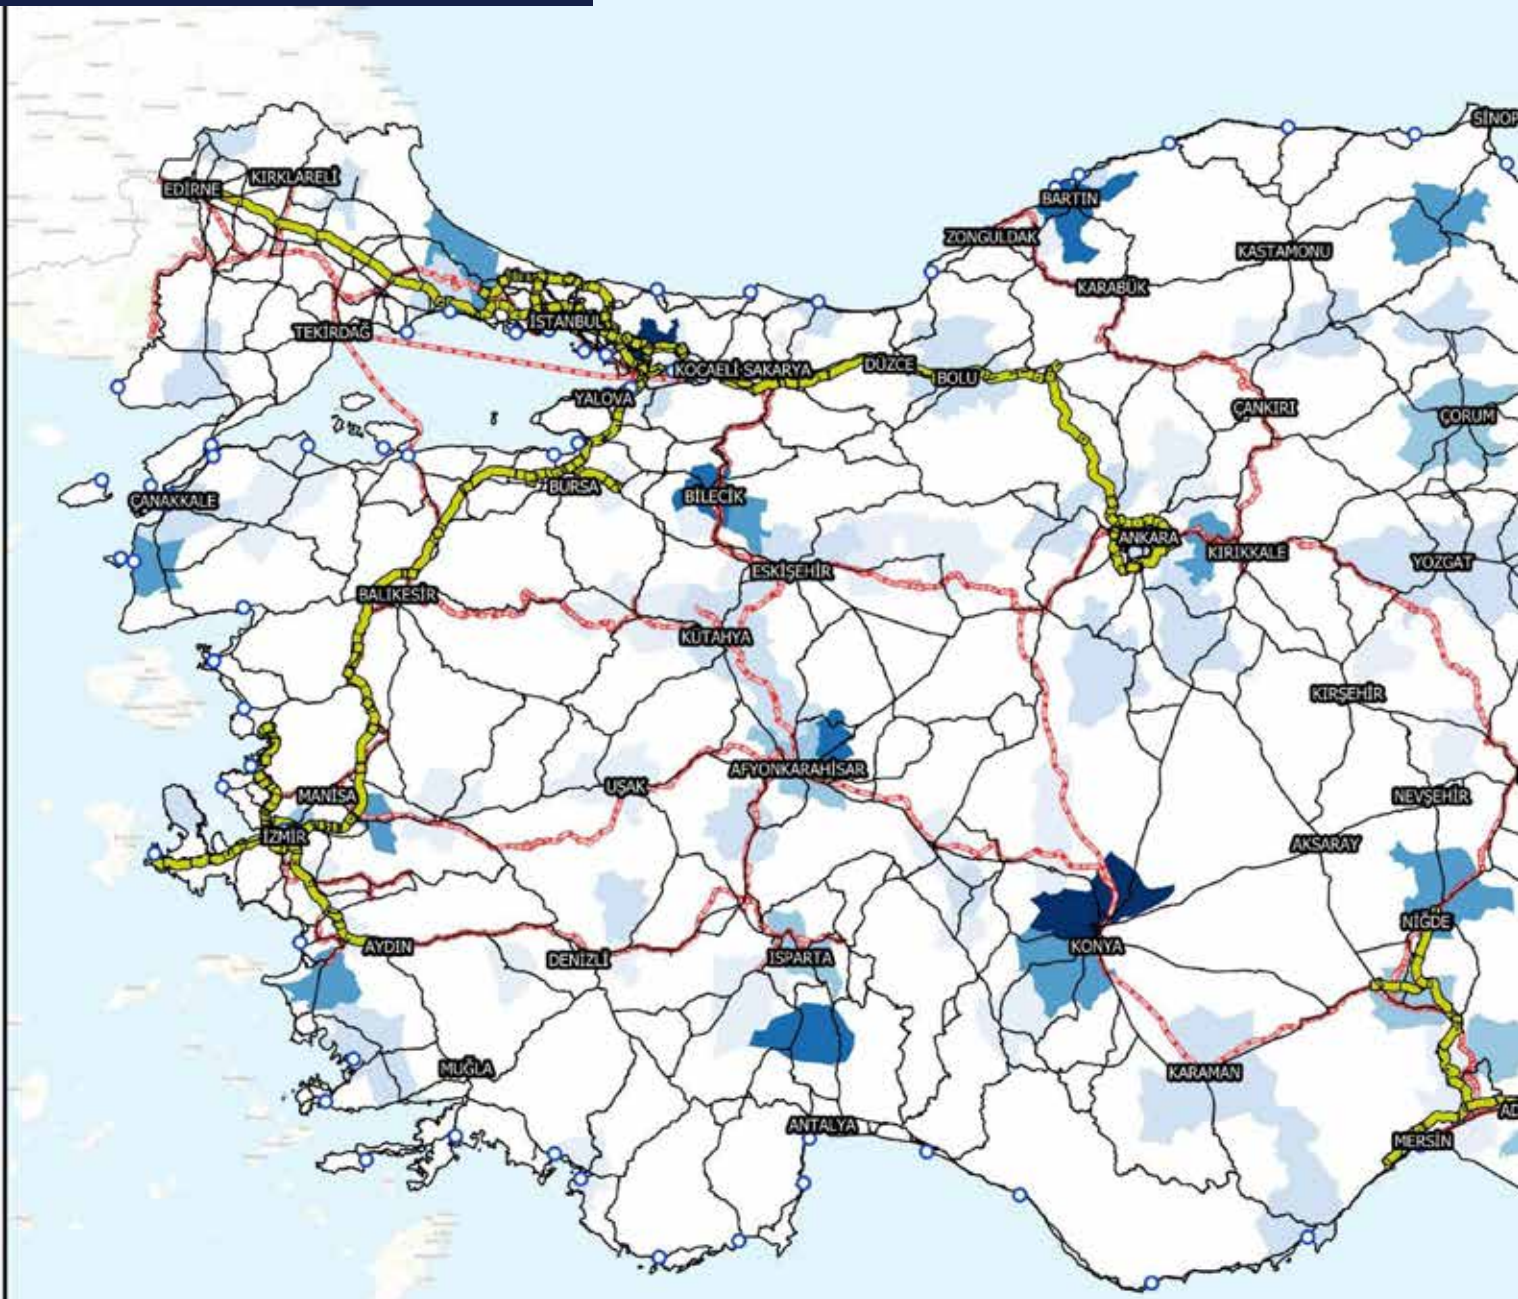 SİNOP
KIRKLARELİ
EDİRNE
BARTIN
ZONGULDAK
KASTAMONU
KARABÜK
İSTANBUL
TEKİRDAĞ
KOCAELİ SAKARYA
DÜZCE
BOLU
YALOVA
ÇANKIRI
ÇORUM
BURSA
BİLECİK
ÇANAKKALE
ANKARA
KIRIKKALE
YOZGAT
ESKİŞEHİR
BALIKESİR
KÜTAHYA
KIRŞEHİR
AFYONKARAHİSAR
UŞAK
MANİSA
NEVŞEHİR
İZMİR
AKSARAY
NİĞDE
AYDIN
KONYA
DENİZLİ
ISPARTA
MUĞLA
KARAMAN
AD
ANTALYA
MERSİN